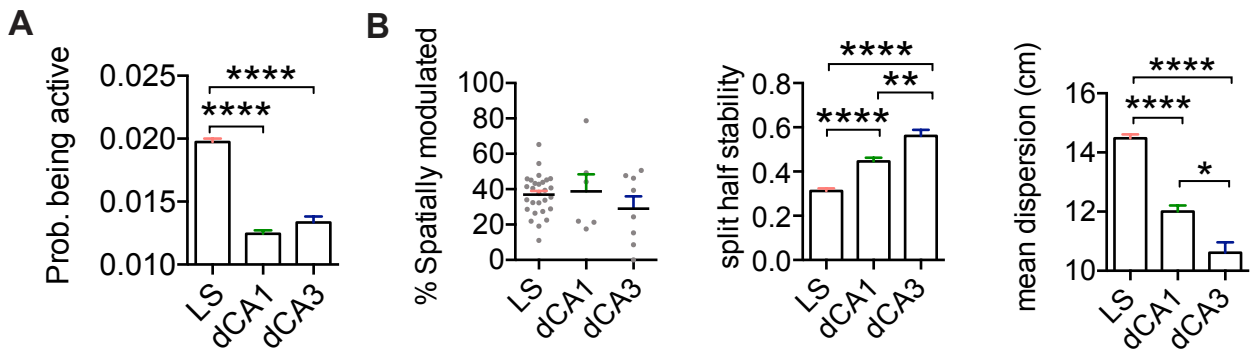 A
Prob. being active
0.025
0.020
0.015
0.010
****
****
LS
dCA1
dCA3
B
% Spatially modulated
100
80
60
40
20
0
LS
dCA1
dCA3
split half stability
0.8
0.6
0.4
0.2
0.0
****
**
****
LS
dCA1
dCA3
mean dispersion (cm)
16
14
12
10
****
****
*
LS
dCA1
dCA3